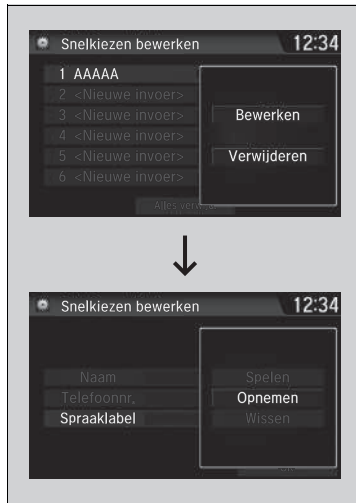 Snelkiezen bewerken 12:34
1 AAAAA
2 <Nieuwe invoer>
3 <Nieuwe invoer>
4 <Nieuwe invoer>
5 <Nieuwe invoer>
6 <Nieuwe invoer>
Bewerken
Verwijderen
Alles
Snelkiezen bewerken 12:34
Naam
Telefoonnr.
Spraaklabel
Spelen
Opnemen
Wissen